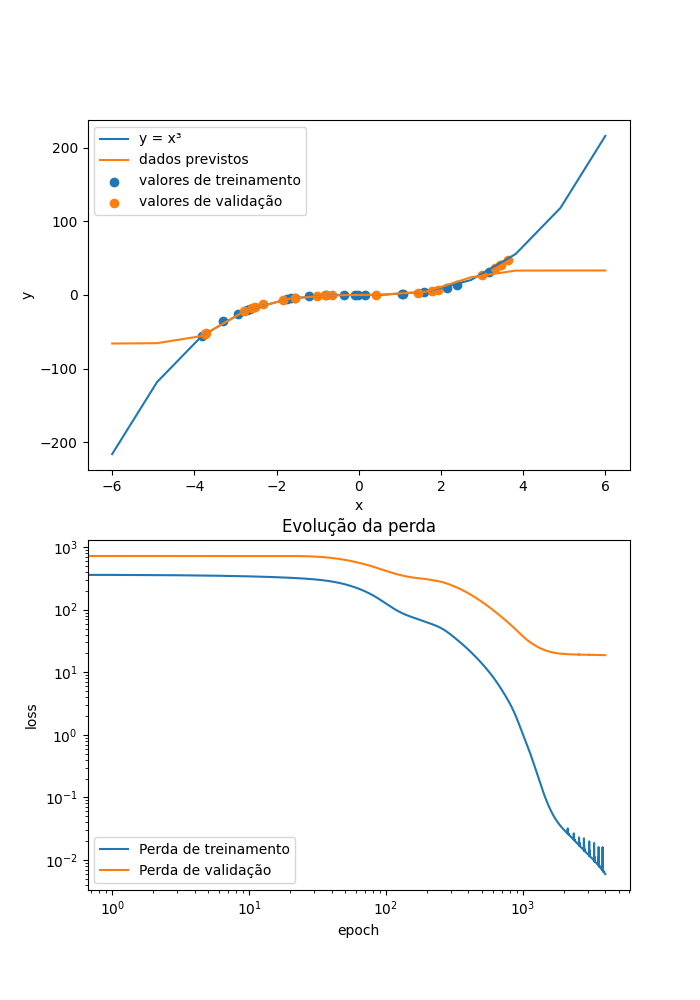 y = x³
dados previstos
valores de treinamento
valores de validação
200
100
0
−100
−200
y
−6
−4
−2
0
2
4
6
x
Evolução da perda
10³
10²
10¹
10⁰
10⁻¹
10⁻²
loss
Perda de treinamento
Perda de validação
10⁰
10¹
10²
10³
epoch